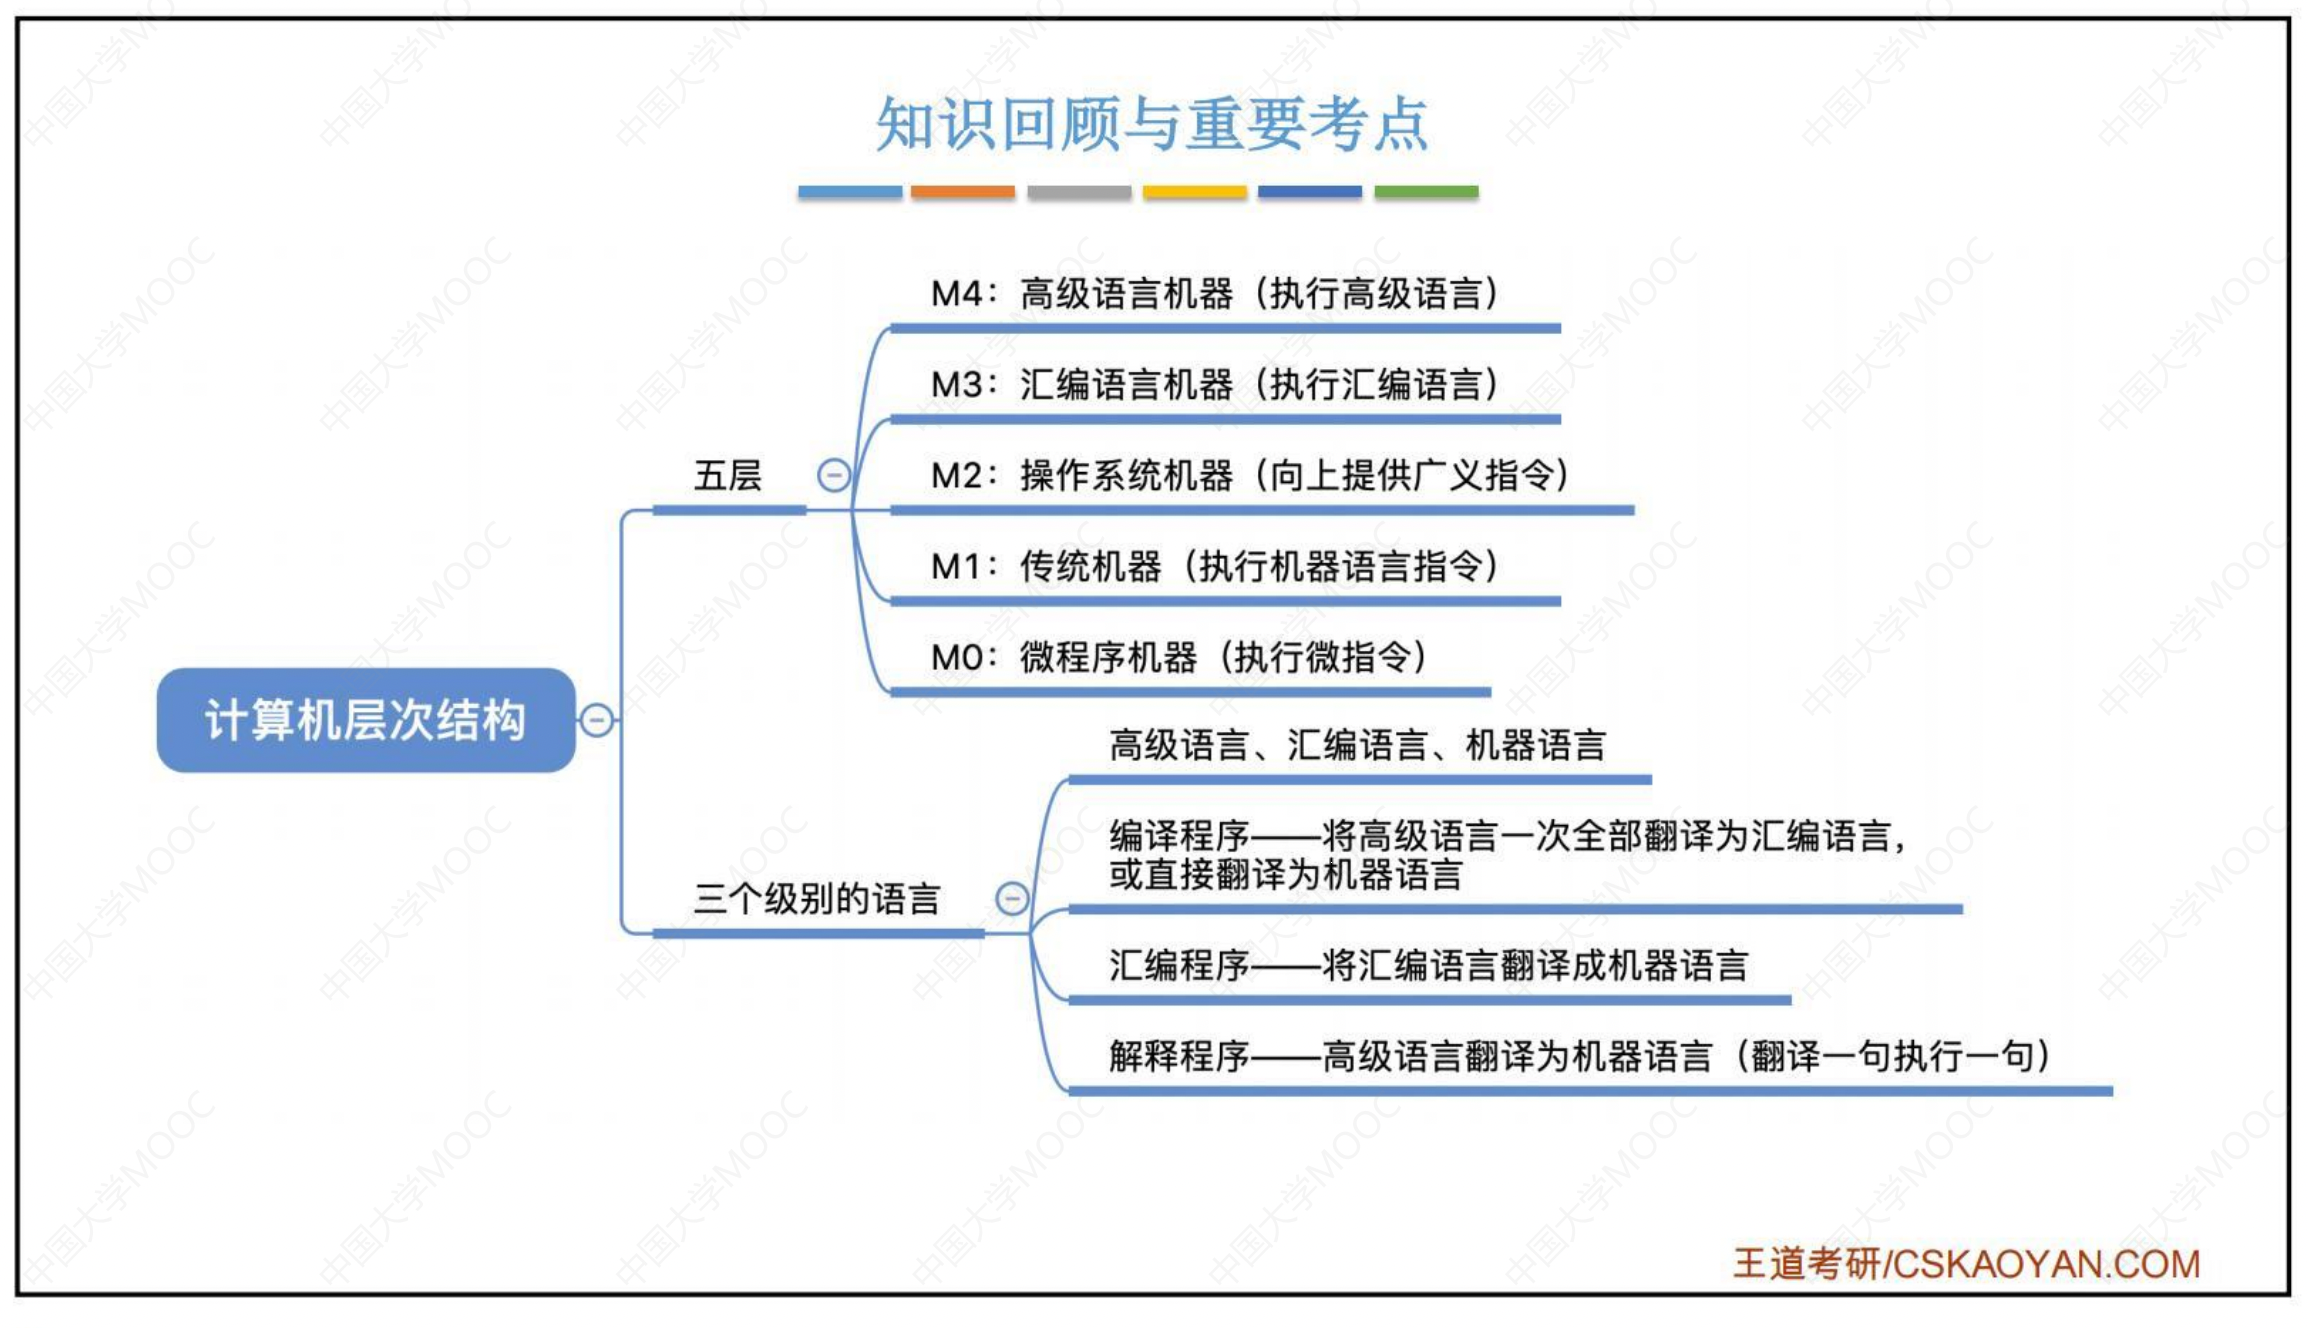 知识回顾与重要考点
M4：高级语言机器（执行高级语言）
M3：汇编语言机器（执行汇编语言）
五层
M2：操作系统机器（向上提供广义指令）
M1：传统机器（执行机器语言指令）
M0：微程序机器（执行微指令）
计算机层次结构
高级语言、汇编语言、机器语言
编译程序——将高级语言一次全部翻译为汇编语言，
或直接翻译为机器语言
三个级别的语言
汇编程序——将汇编语言翻译成机器语言
解释程序——高级语言翻译为机器语言（翻译一句执行一句）
王道考研/CSKAOYAN.COM
中国大学MOOC